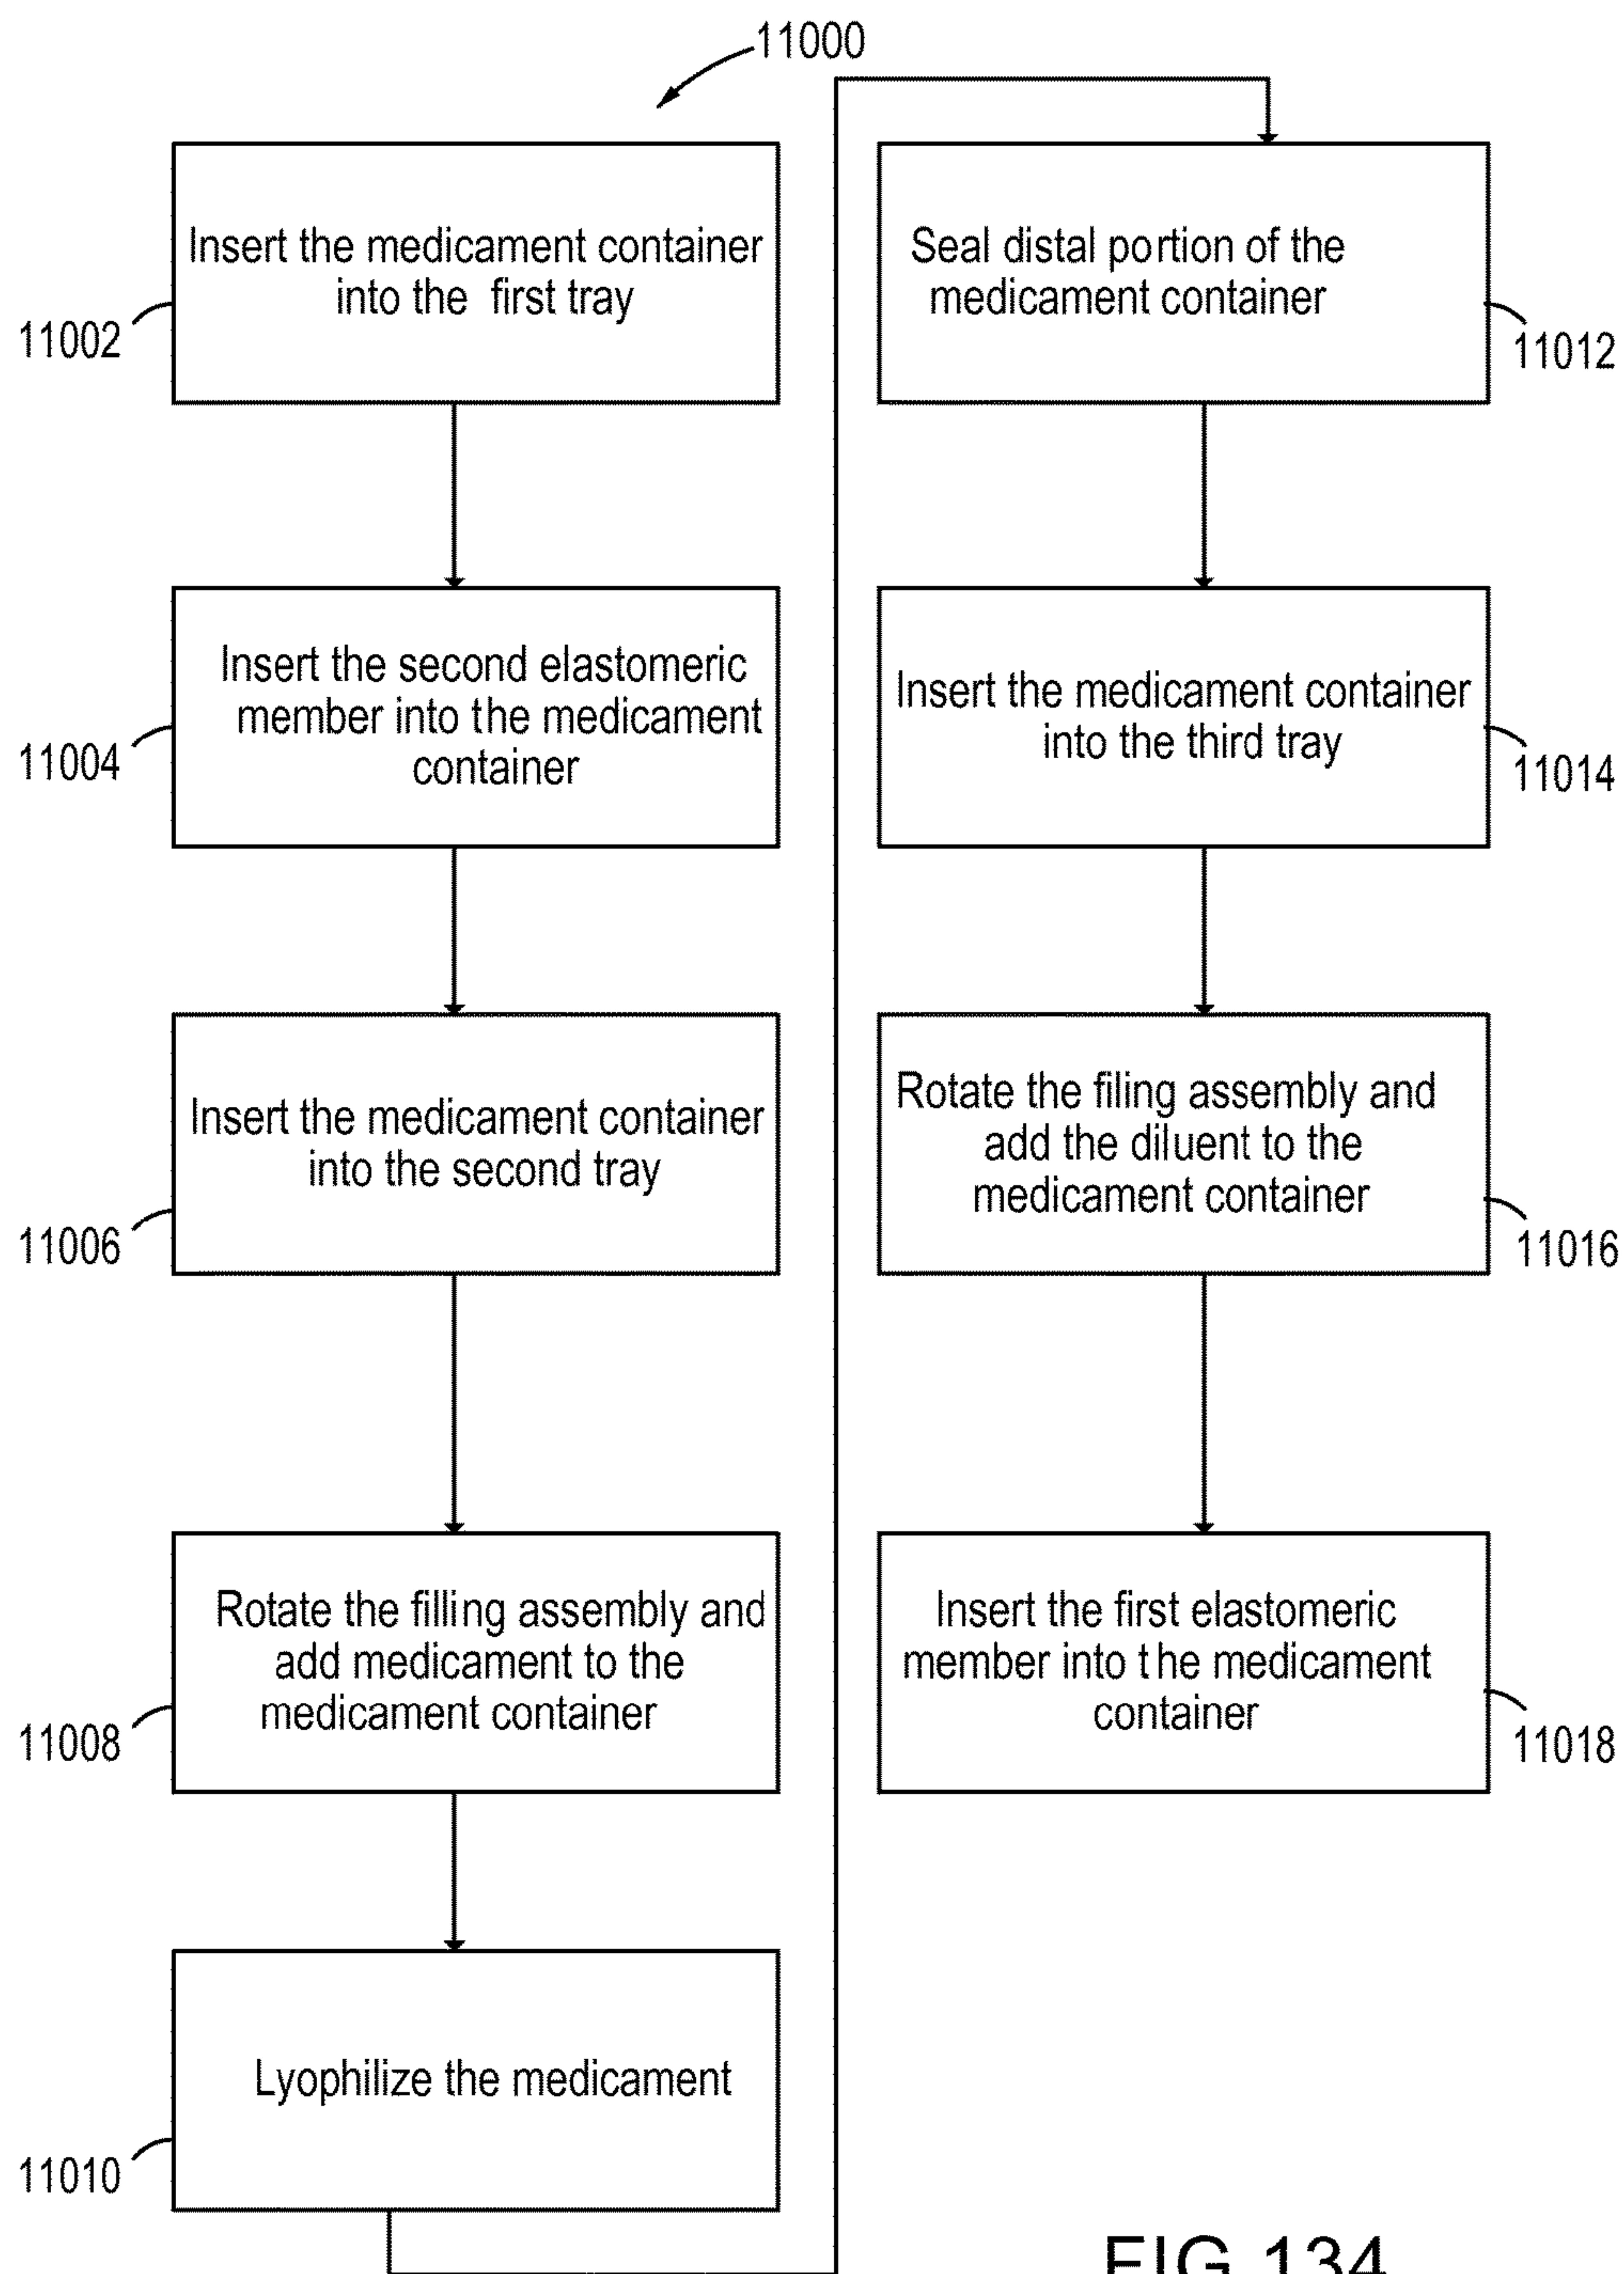 11000
Insert the medicament container
into the first tray
11002
Insert the second elastomeric
member into the medicament
container
11004
Insert the medicament container
into the second tray
11006
Rotate the filling assembly and
add medicament to the
medicament container
11008
Lyophilize the medicament
11010
Seal distal portion of the
medicament container
11012
Insert the medicament container
into the third tray
11014
Rotate the filing assembly and
add the diluent to the
medicament container
11016
Insert the first elastomeric
member into the medicament
container
11018
FIG.134